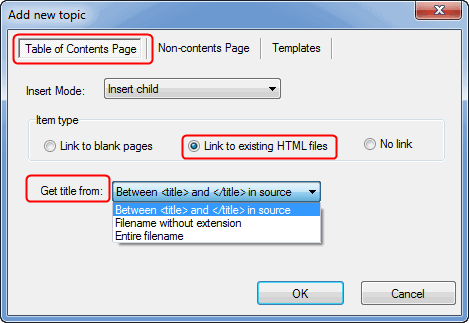 Add new topic
Table of Contents Page Non-contents Page Templates
Insert Mode: Insert child
Item type
Link to blank pages Link to existing HTML files No link
Get title from: Between <title> and </title> in source
Between <title> and </title> in source
Filename without extension
Entire filename
OK Cancel